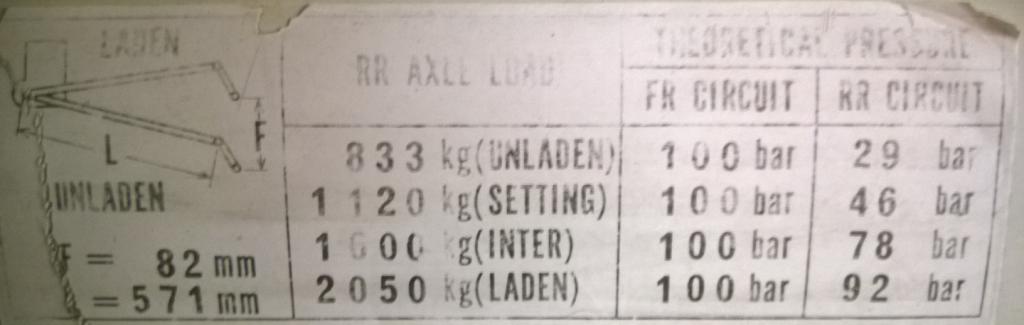 LADEN
F
L
UNLADEN
F = 82 mm
= 571 mm
RR AXLE LOAD
THEORETICAL PRESSURE
FR CIRCUIT RR CIRCUIT
833 kg(UNLADEN) 100 bar 29 bar
1120 kg(SETTING) 100 bar 46 bar
1600 kg(INTER) 100 bar 78 bar
2050 kg(LADEN) 100 bar 92 bar